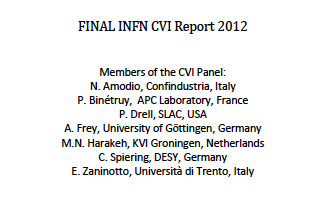 FINAL INFN CVI Report 2012
Members of the CVI Panel:
N. Amodio, Confindustria, Italy
P. Binétruy, APC Laboratory, France
P. Drell, SLAC, USA
A. Frey, University of Göttingen, Germany
M.N. Harakeh, KVI Groningen, Netherlands
C. Spiering, DESY, Germany
E. Zaninotto, Università di Trento, Italy